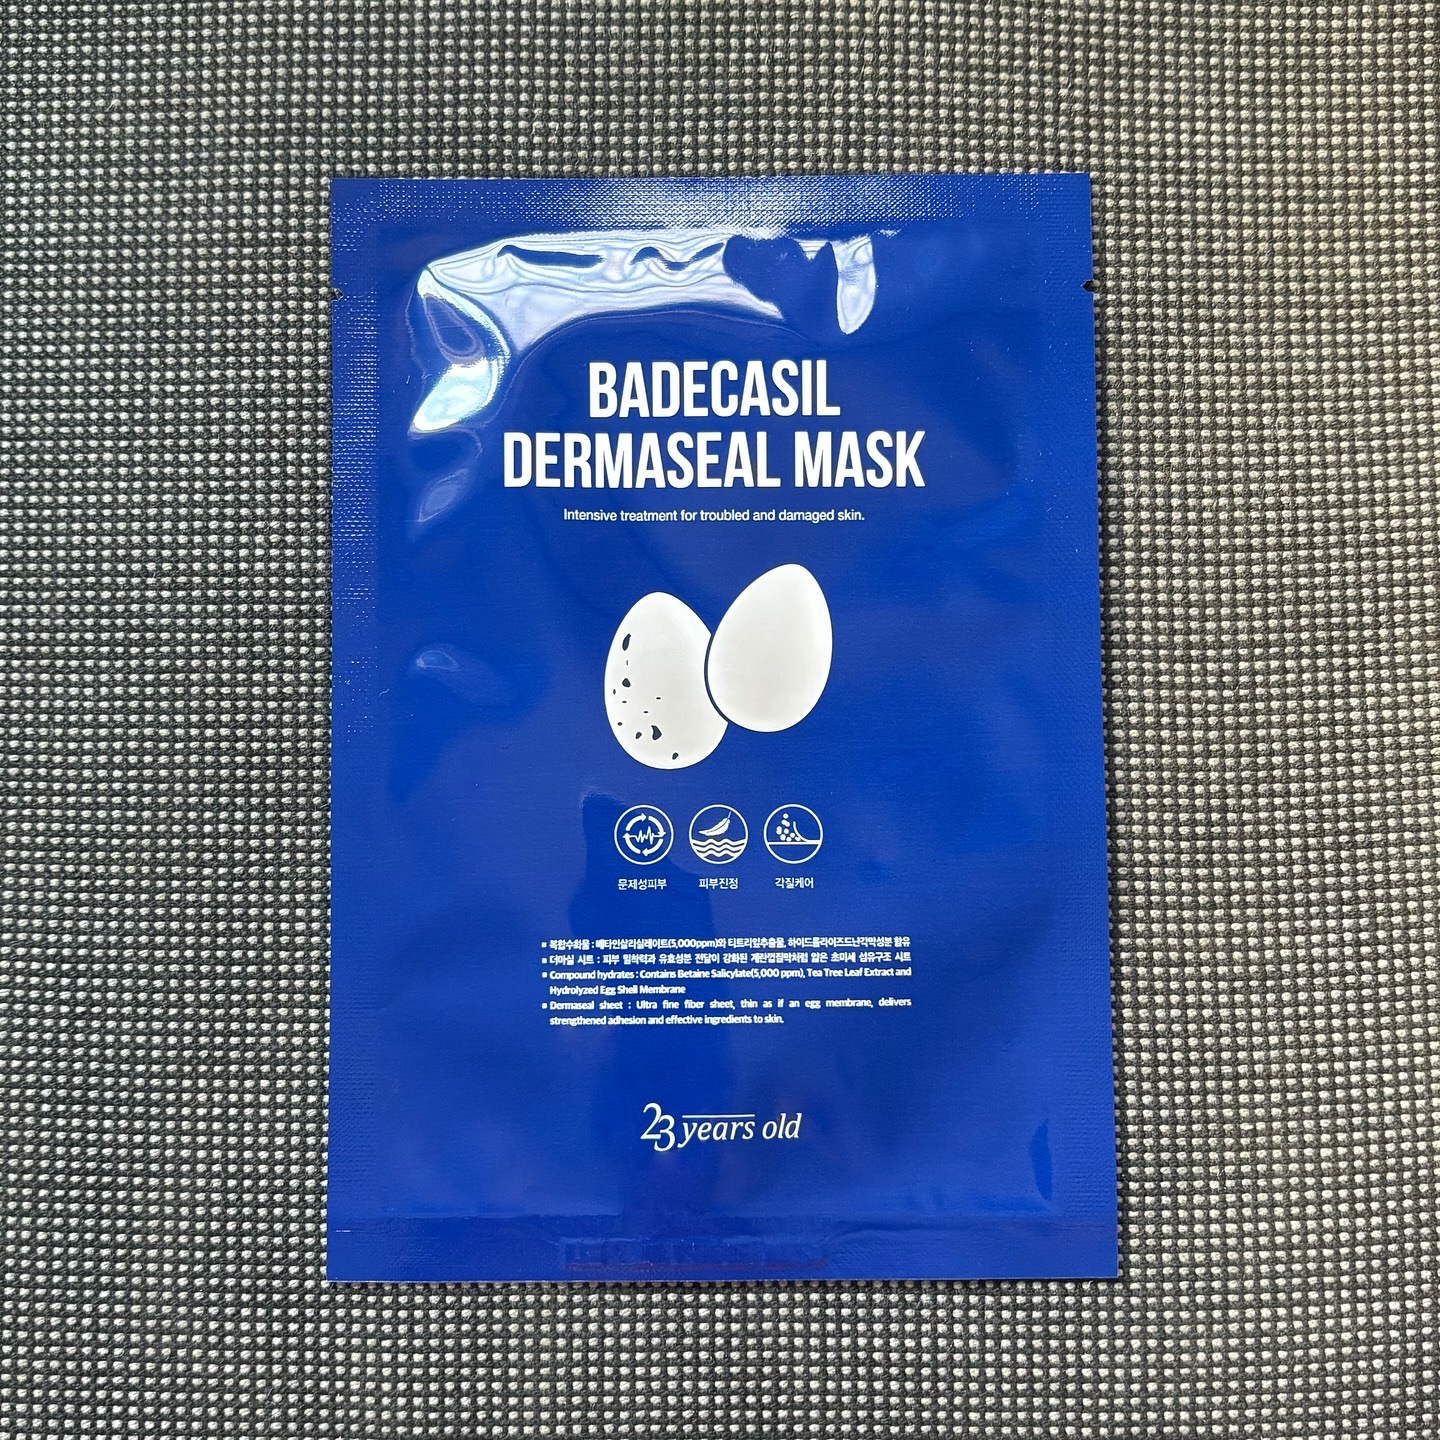 BADECASIL
DERMASEAL MASK
Intensive treatment for troubled and damaged skin.
문제성피부 피부진정 각질케어
▪ 복합수화물 : 베타인살리실레이트(5,000ppm)와 티트리잎추출물, 하이드롤라이즈드난각막성분 함유
▪ 더마실 시트 : 피부 밀착력과 유효성분 전달이 강화된 계란껍질막처럼 얇은 초미세 섬유구조 시트
▪ Compound hydrates : Contains Betaine Salicylate(5,000 ppm), Tea Tree Leaf Extract and
Hydrolyzed Egg Shell Membrane
▪ Dermaseal sheet : Ultra fine fiber sheet, thin as if an egg membrane, delivers
strengthened adhesion and effective ingredients to skin.
23 years old